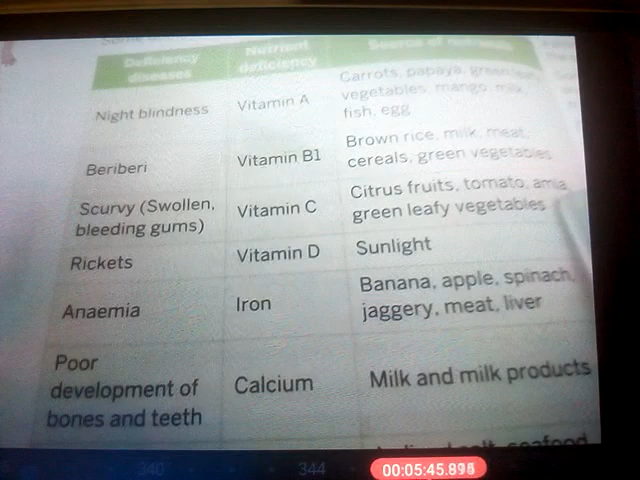 Deficiency
diseases
Nutrient
deficiency
Source of nutrients
Night blindness
Vitamin A
Carrots, papaya, green
vegetables, mango, milk,
fish, egg
Beriberi
Vitamin B1
Brown rice, milk, meat,
cereals, green vegetables
Scurvy (Swollen,
bleeding gums)
Vitamin C
Citrus fruits, tomato, amla,
green leafy vegetables
Rickets
Vitamin D
Sunlight
Anaemia
Iron
Banana, apple, spinach,
jaggery, meat, liver
Poor
development of
bones and teeth
Calcium
Milk and milk products
seafood
340
344
00:05:45.895